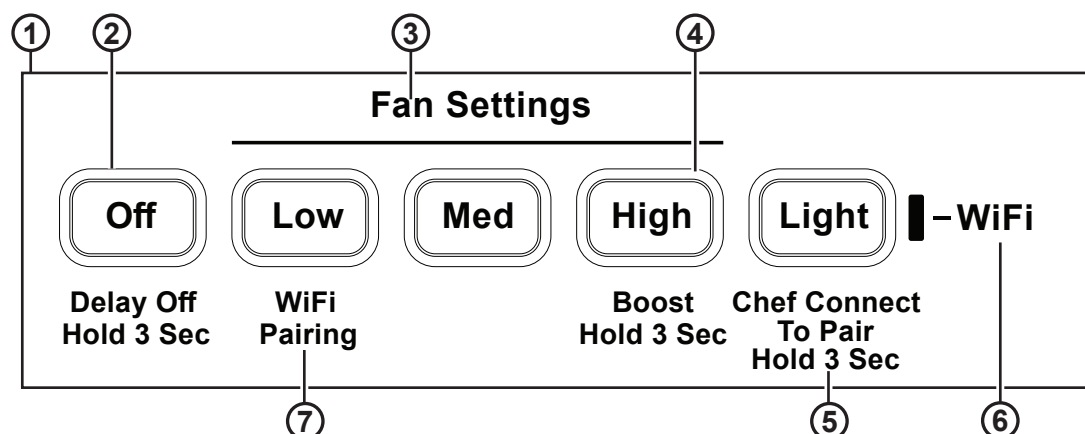 1 2 3 4
Fan Settings
Off Low Med High Light -WiFi
Delay Off
Hold 3 Sec
WiFi
Pairing
Boost
Hold 3 Sec
Chef Connect
To Pair
Hold 3 Sec
7 5 6